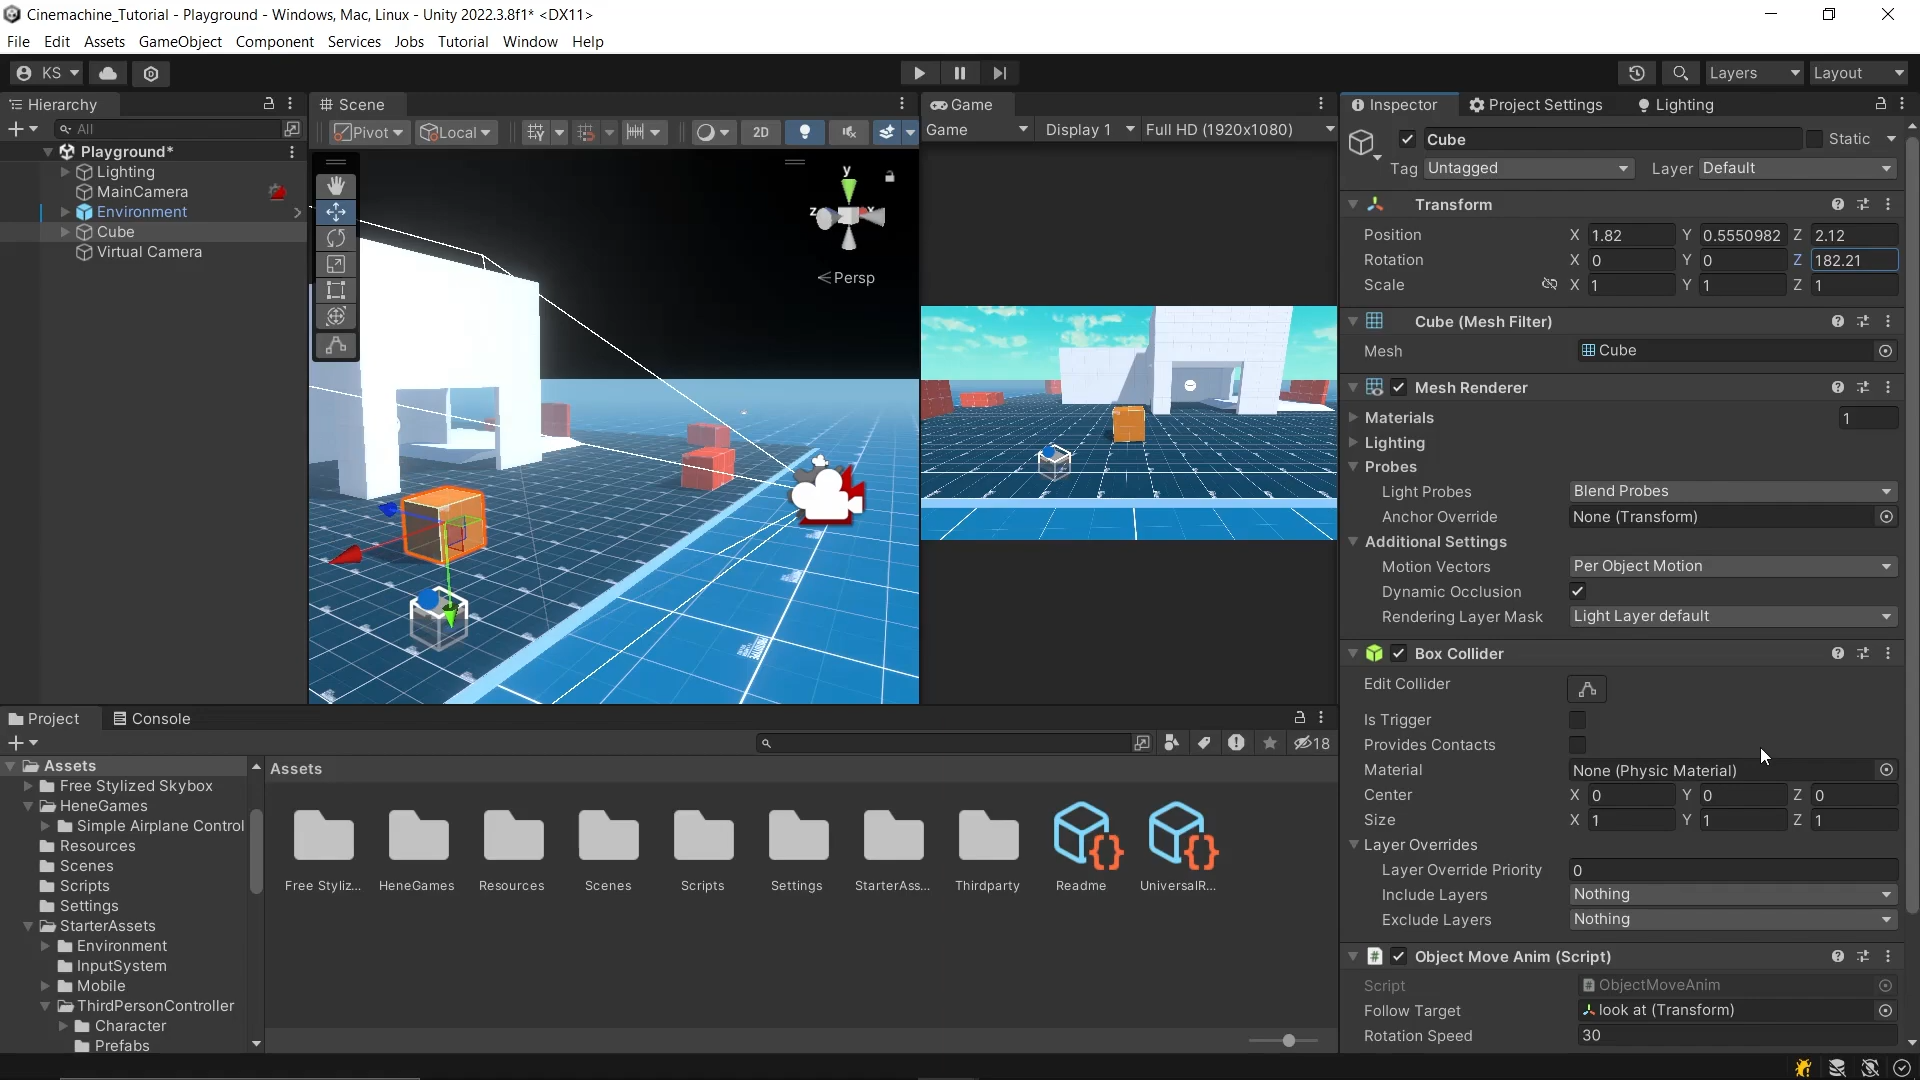 Cinemachine_Tutorial - Playground - Windows, Mac, Linux - Unity 2022.3.8f1* <DX11>
File Edit Assets GameObject Component Services Jobs Tutorial Window Help
KS
Layers
Layout
Hierarchy
All
Playground*
Lighting
MainCamera
Environment
Cube
Virtual Camera
Scene
Pivot
Local
2D
y
z
x
Persp
Game
Game
Display 1
Full HD (1920x1080)
Inspector
Project Settings
Lighting
Cube
Static
Tag Untagged
Layer Default
Transform
Position X 1.82 Y 0.5550982 Z 2.12
Rotation X 0 Y 0 Z 182.21
Scale X 1 Y 1 Z 1
Cube (Mesh Filter)
Mesh Cube
Mesh Renderer
Materials 1
Lighting
Probes
Light Probes Blend Probes
Anchor Override None (Transform)
Additional Settings
Motion Vectors Per Object Motion
Dynamic Occlusion
Rendering Layer Mask Light Layer default
Box Collider
Edit Collider
Is Trigger
Provides Contacts
Material None (Physic Material)
Center X 0 Y 0 Z 0
Size X 1 Y 1 Z 1
Layer Overrides
Layer Override Priority 0
Include Layers Nothing
Exclude Layers Nothing
Object Move Anim (Script)
Script ObjectMoveAnim
Follow Target look at (Transform)
Rotation Speed 30
Project
Console
18
Assets
Free Stylized Skybox
HeneGames
Simple Airplane Control
Resources
Scenes
Scripts
Settings
StarterAssets
Environment
InputSystem
Mobile
ThirdPersonController
Character
Prefabs
Assets
Free Styliz...
HeneGames
Resources
Scenes
Scripts
Settings
StarterAss...
Thirdparty
Readme
UniversalR...